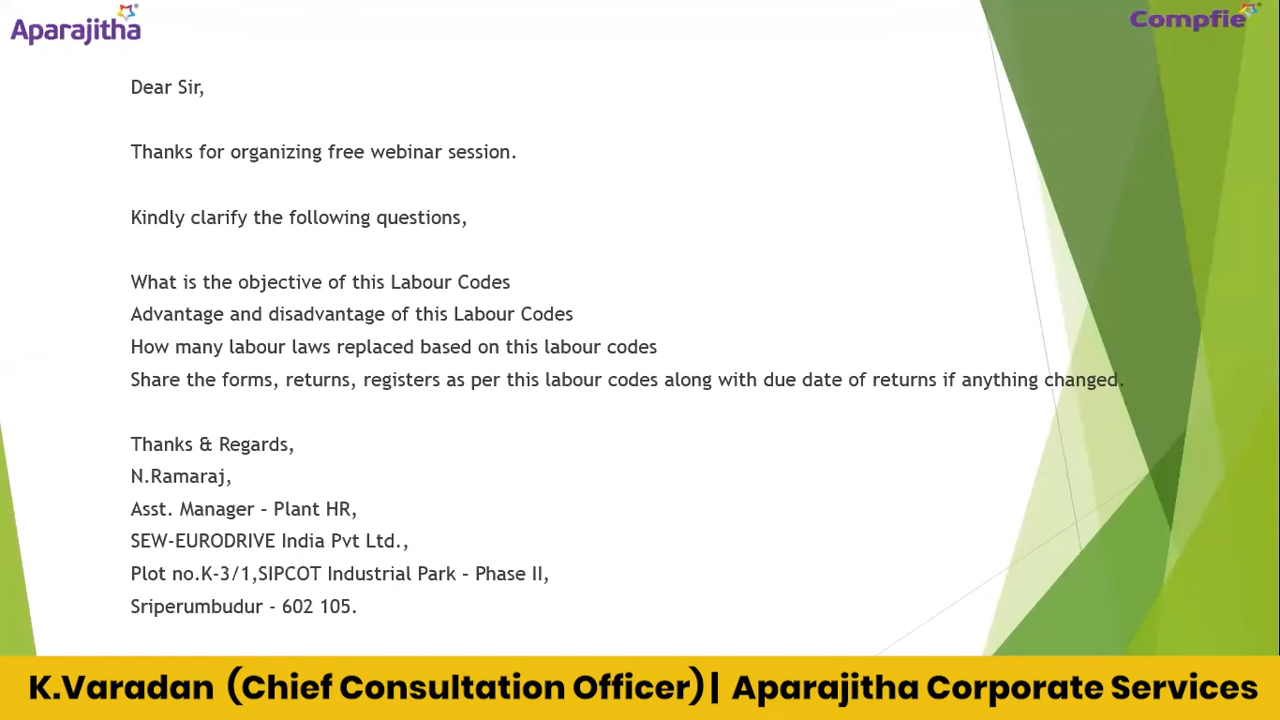 Aparajitha
Compfie
Dear Sir,
Thanks for organizing free webinar session.
Kindly clarify the following questions,
What is the objective of this Labour Codes
Advantage and disadvantage of this Labour Codes
How many labour laws replaced based on this labour codes
Share the forms, returns, registers as per this labour codes along with due date of returns if anything changed.
Thanks & Regards,
N.Ramaraj,
Asst. Manager – Plant HR,
SEW-EURODRIVE India Pvt Ltd.,
Plot no.K-3/1,SIPCOT Industrial Park – Phase II,
Sriperumbudur - 602 105.
K.Varadan (Chief Consultation Officer)| Aparajitha Corporate Services